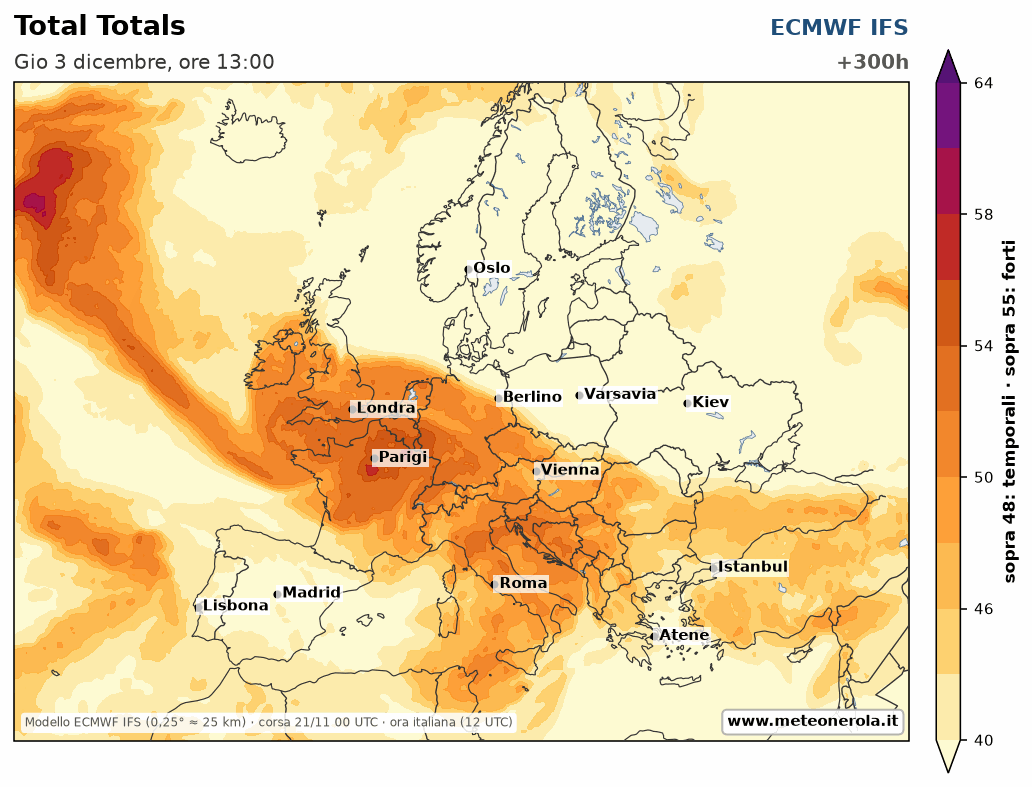 Total Totals
ECMWF IFS
Gio 3 dicembre, ore 13:00
+300h
64
58
54
50
46
40
sopra 48: temporali · sopra 55: forti
Oslo
Berlino
Varsavia
Kiev
Londra
Parigi
Vienna
Istanbul
Roma
Madrid
Lisbona
Atene
Modello ECMWF IFS (0,25° ≈ 25 km) · corsa 21/11 00 UTC · ora italiana (12 UTC)
www.meteonerola.it